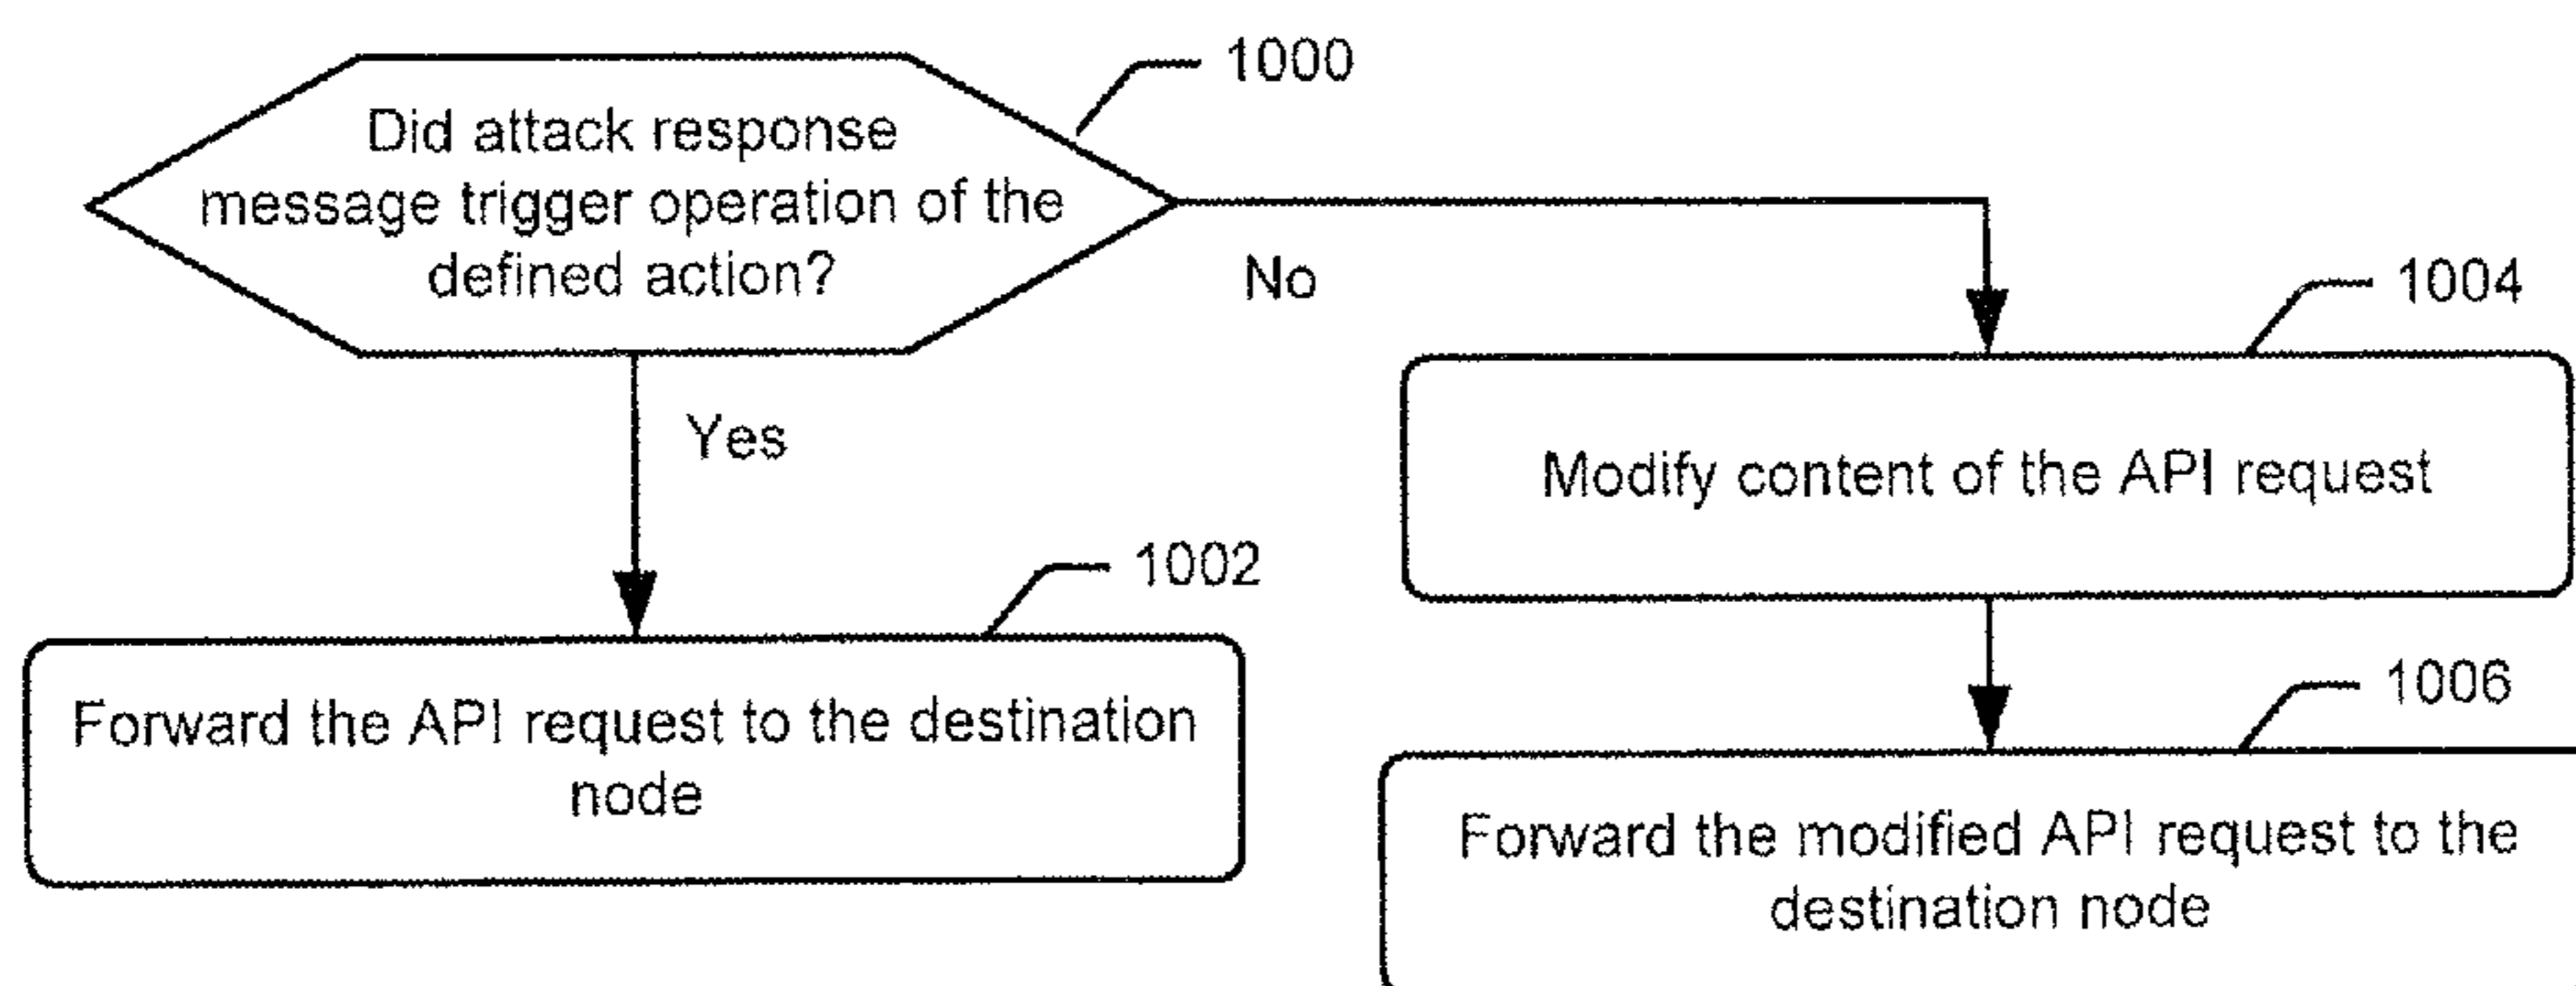 1000
Did attack response
message trigger operation of the
defined action?
No
1004
Yes
Modify content of the API request
1002
Forward the API request to the destination
node
1006
Forward the modified API request to the
destination node